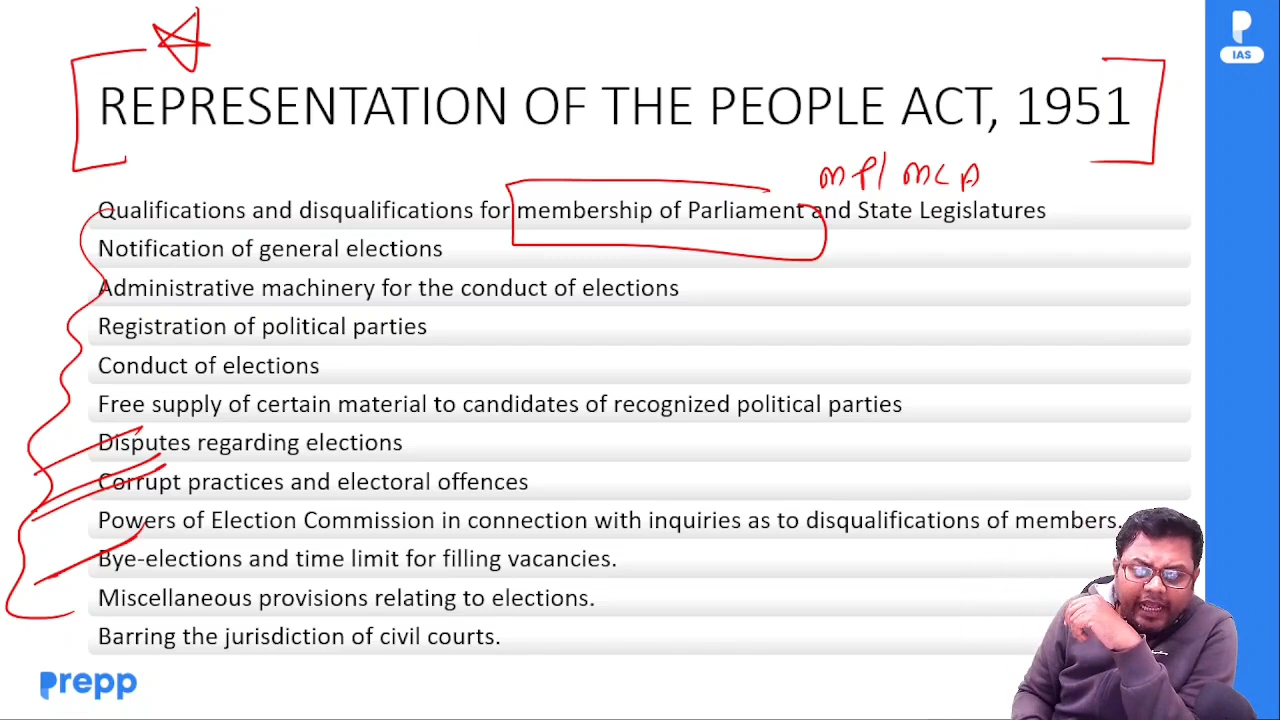 IAS
REPRESENTATION OF THE PEOPLE ACT, 1951
MP/ MLA
Qualifications and disqualifications for membership of Parliament and State Legislatures
Notification of general elections
Administrative machinery for the conduct of elections
Registration of political parties
Conduct of elections
Free supply of certain material to candidates of recognized political parties
Disputes regarding elections
Corrupt practices and electoral offences
Powers of Election Commission in connection with inquiries as to disqualifications of members.
Bye-elections and time limit for filling vacancies.
Miscellaneous provisions relating to elections.
Barring the jurisdiction of civil courts.
prepp